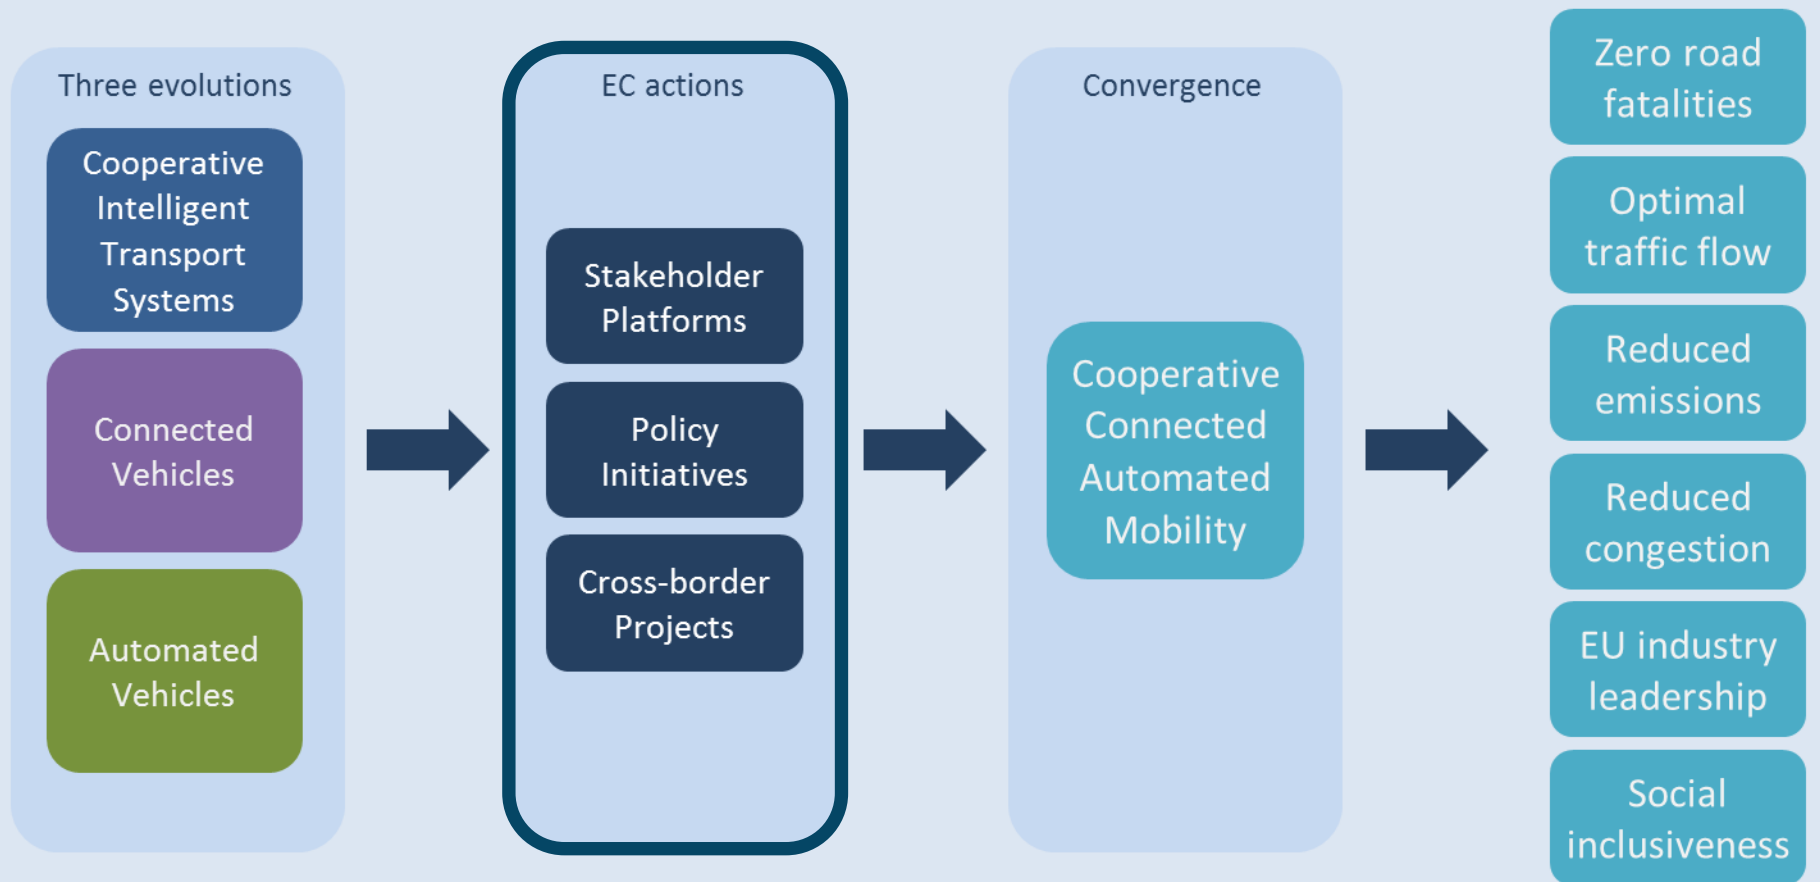 Three evolutions
Cooperative
Intelligent
Transport
Systems
Connected
Vehicles
Automated
Vehicles
EC actions
Stakeholder
Platforms
Policy
Initiatives
Cross-border
Projects
Convergence
Cooperative
Connected
Automated
Mobility
Zero road
fatalities
Optimal
traffic flow
Reduced
emissions
Reduced
congestion
EU industry
leadership
Social
inclusiveness